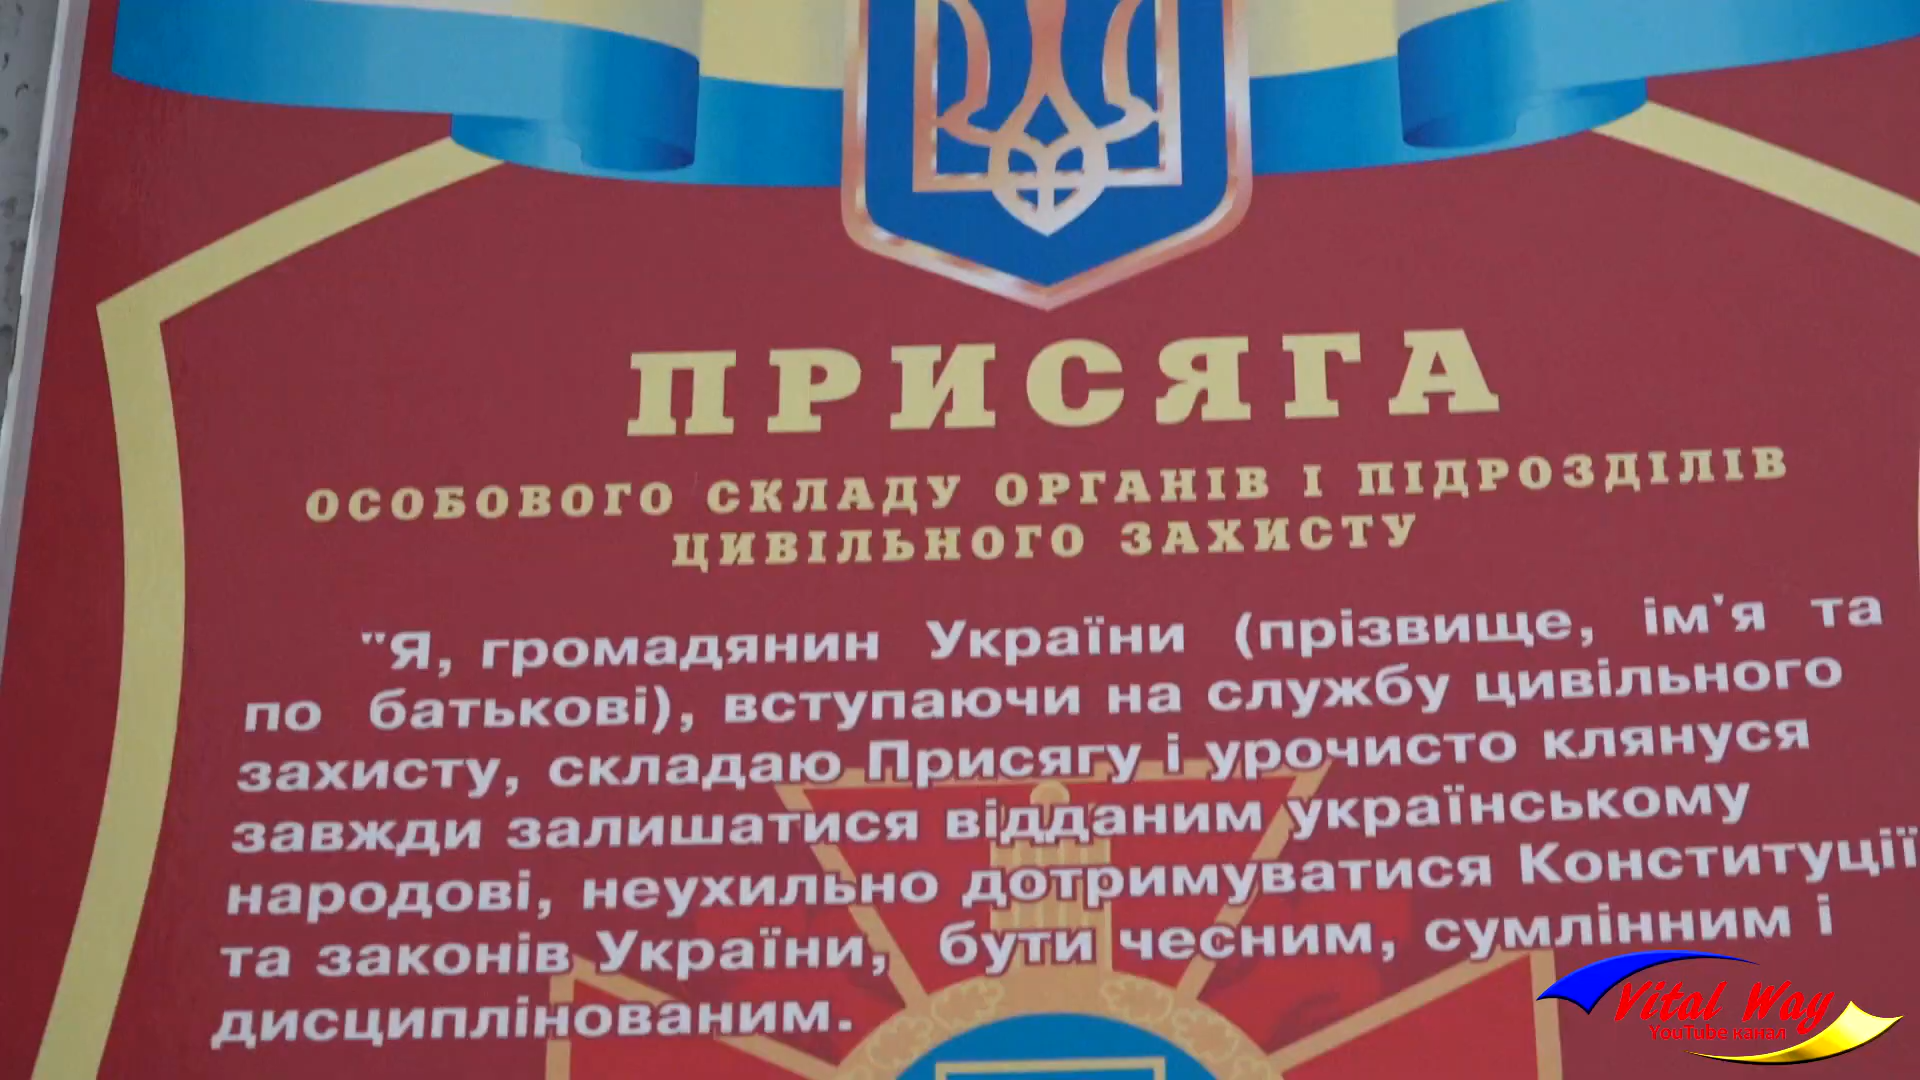 ПРИСЯГА
ОСОБОВОГО СКЛАДУ ОРГАНІВ І ПІДРОЗДІЛІВ
ЦИВІЛЬНОГО ЗАХИСТУ
"Я, громадянин України (прізвище, ім'я та
по батькові), вступаючи на службу цивільного
захисту, складаю Присягу і урочисто клянуся
завжди залишатися відданим українському
народові, неухильно дотримуватися Конституції
та законів України, бути чесним, сумлінним і
дисциплінованим.
Vital Way
YouTube канал